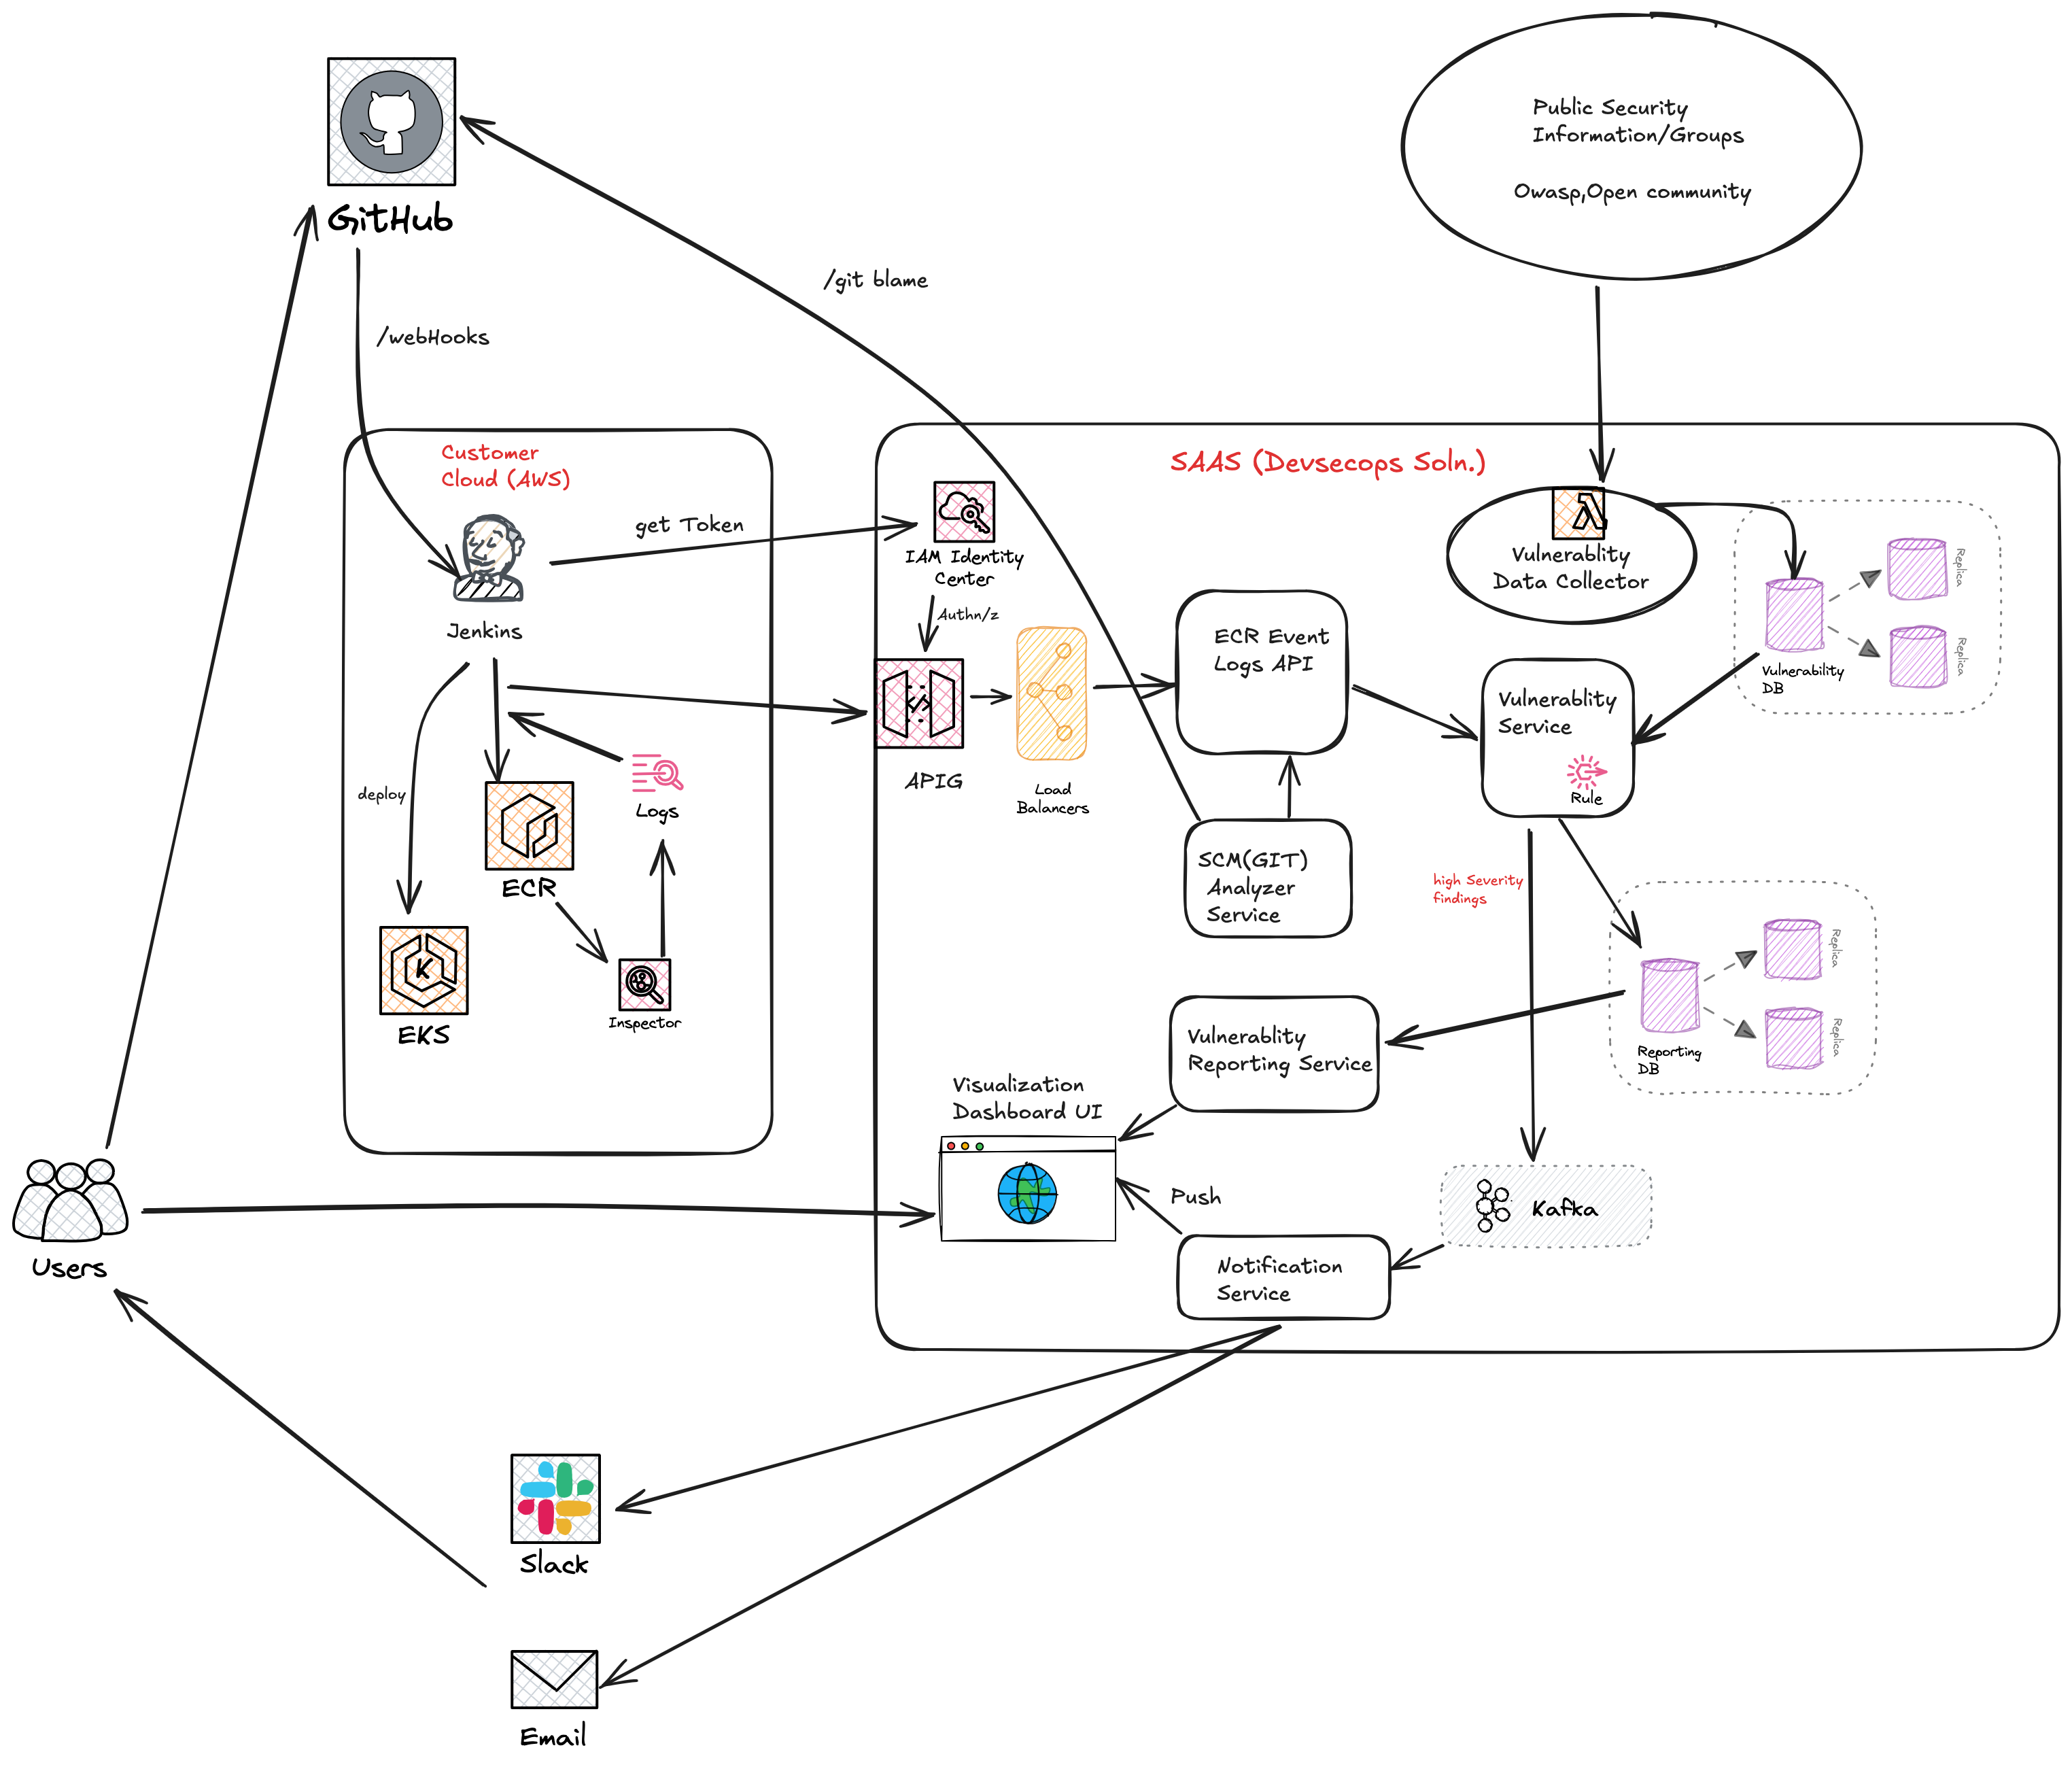 Public Security
Information/Groups
Owasp,Open community
GitHub
/git blame
/webHooks
Customer
Cloud (AWS)
SAAS (Devsecops Soln.)
get Token
IAM Identity
Center
Authn/z
Jenkins
Vulnerablity
Data Collector
Replica
Replica
Vulnerability
DB
ECR Event
Logs API
Vulnerablity
Service
Rule
APIG
Load
Balancers
deploy
Logs
ECR
EKS
K
Inspector
SCM(GIT)
Analyzer
Service
high Severity
findings
Replica
Replica
Reporting
DB
Vulnerablity
Reporting Service
Visualization
Dashboard UI
Push
Kafka
Notification
Service
Users
Slack
Email